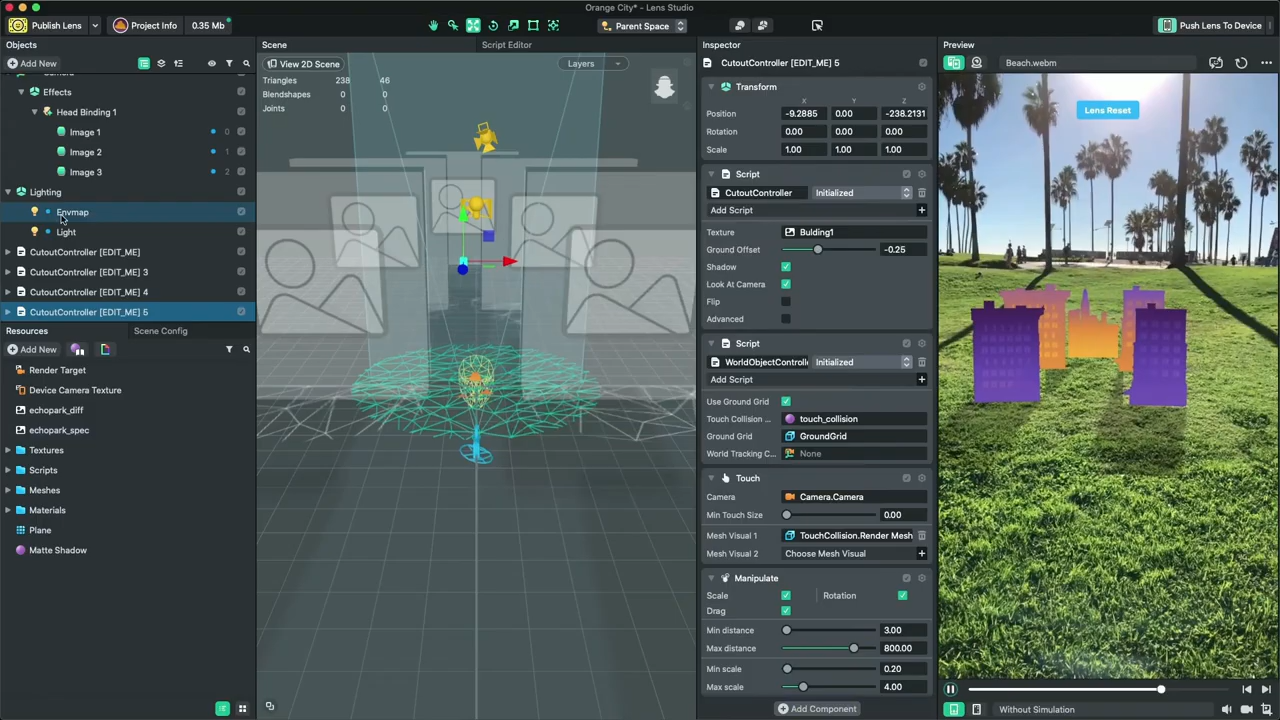 Orange City* - Lens Studio
Publish Lens
Project Info
0.35 Mb
Parent Space
Push Lens To Device
Objects
Add New
Effects
Head Binding 1
Image 1
0
Image 2
1
Image 3
2
Lighting
Envmap
Light
CutoutController [EDIT_ME]
CutoutController [EDIT_ME] 3
CutoutController [EDIT_ME] 4
CutoutController [EDIT_ME] 5
Resources
Scene Config
Add New
Render Target
Device Camera Texture
echopark_diff
echopark_spec
Textures
Scripts
Meshes
Materials
Plane
Matte Shadow
Scene
Script Editor
View 2D Scene
Layers
Triangles 238 46
Blendshapes 0 0
Joints 0 0
Inspector
CutoutController [EDIT_ME] 5
Transform
X Y Z
Position -9.2885 0.00 -238.2131
Rotation 0.00 0.00 0.00
Scale 1.00 1.00 1.00
Script
CutoutController Initialized
Add Script
Texture Bulding1
Ground Offset -0.25
Shadow
Look At Camera
Flip
Advanced
Script
WorldObjectControll Initialized
Add Script
Use Ground Grid
Touch Collision ... touch_collision
Ground Grid GroundGrid
World Tracking C... None
Touch
Camera Camera.Camera
Min Touch Size 0.00
Mesh Visual 1 TouchCollision.Render Mesh
Mesh Visual 2 Choose Mesh Visual
Manipulate
Scale Rotation
Drag
Min distance 3.00
Max distance 800.00
Min scale 0.20
Max scale 4.00
Add Component
Preview
Beach.webm
Lens Reset
Without Simulation